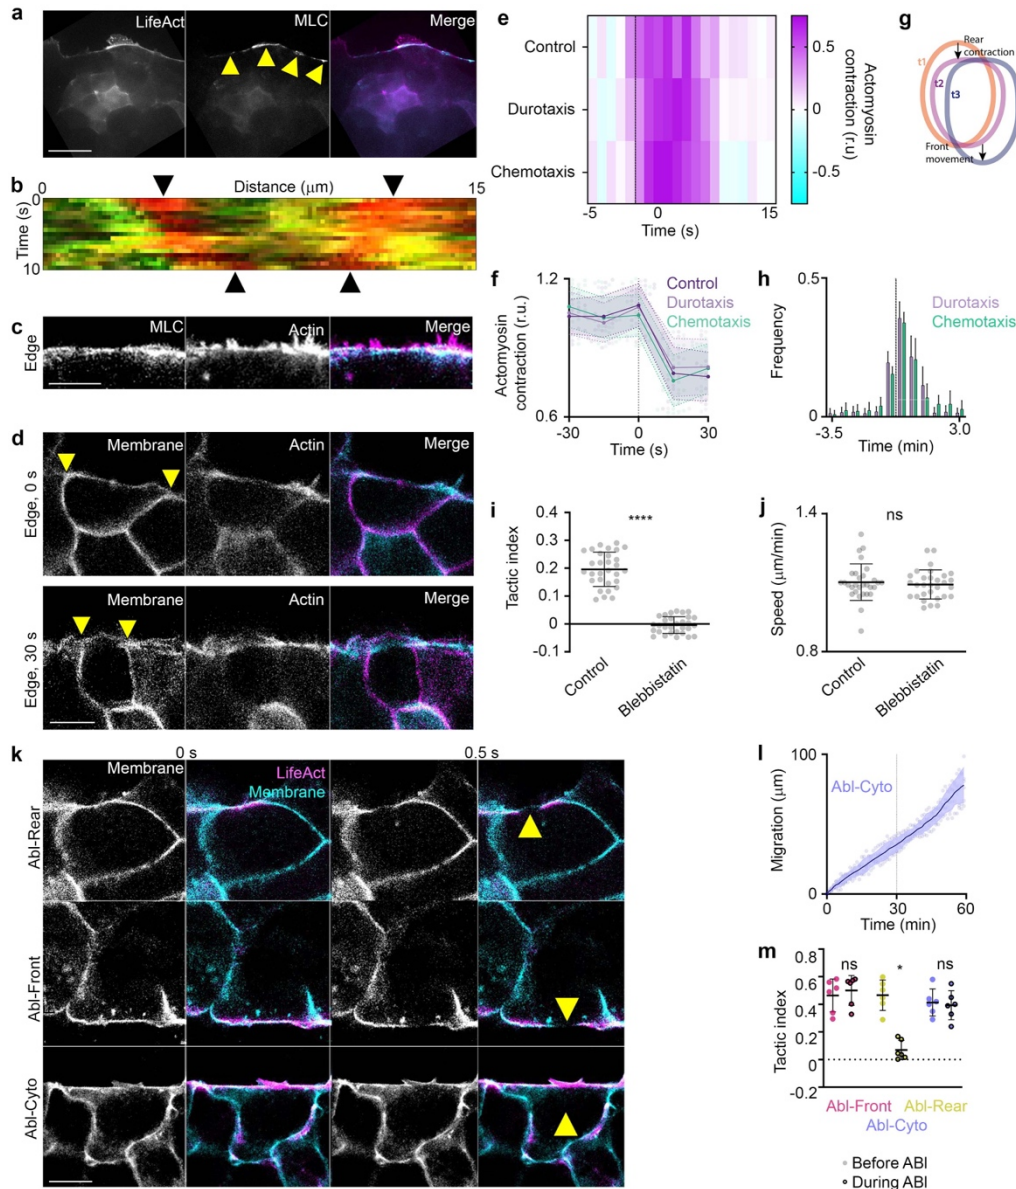 a
LifeAct MLC Merge
b
0 Distance (μm) 15
Time (s)
0
10
c
MLC Actin Merge
Edge
d
Membrane Actin Merge
Edge, 0 s
Membrane Actin Merge
Edge, 30 s
e
Control
Durotaxis
Chemotaxis
-5 0 15
Time (s)
0.5
0
-0.5
Actomyosin
contraction (r.u)
f
1.2
0.6
Actomyosin
contraction (r.u.)
Control
Durotaxis
Chemotaxis
-30 0 30
Time (s)
g
t1
t2
t3
Rear
contraction
Front
movement
h
0.5
0
Frequency
Durotaxis
Chemotaxis
-3.5 3.0
Time (min)
i
Tactic index
0.4
0.3
0.2
0.1
0
-0.1
****
Control
Blebbistatin
j
Speed (μm/min)
1.4
0.8
ns
Control
Blebbistatin
k
0 s 0.5 s
Membrane LifeAct
Membrane
Abl-Rear
Abl-Front
Abl-Cyto
l
Migration (μm)
100
0
Abl-Cyto
0 30 60
Time (min)
m
Tactic index
0.6
0.4
0.2
0
-0.2
ns * ns
Abl-Front Abl-Rear
Abl-Cyto
Before ABl
During ABl